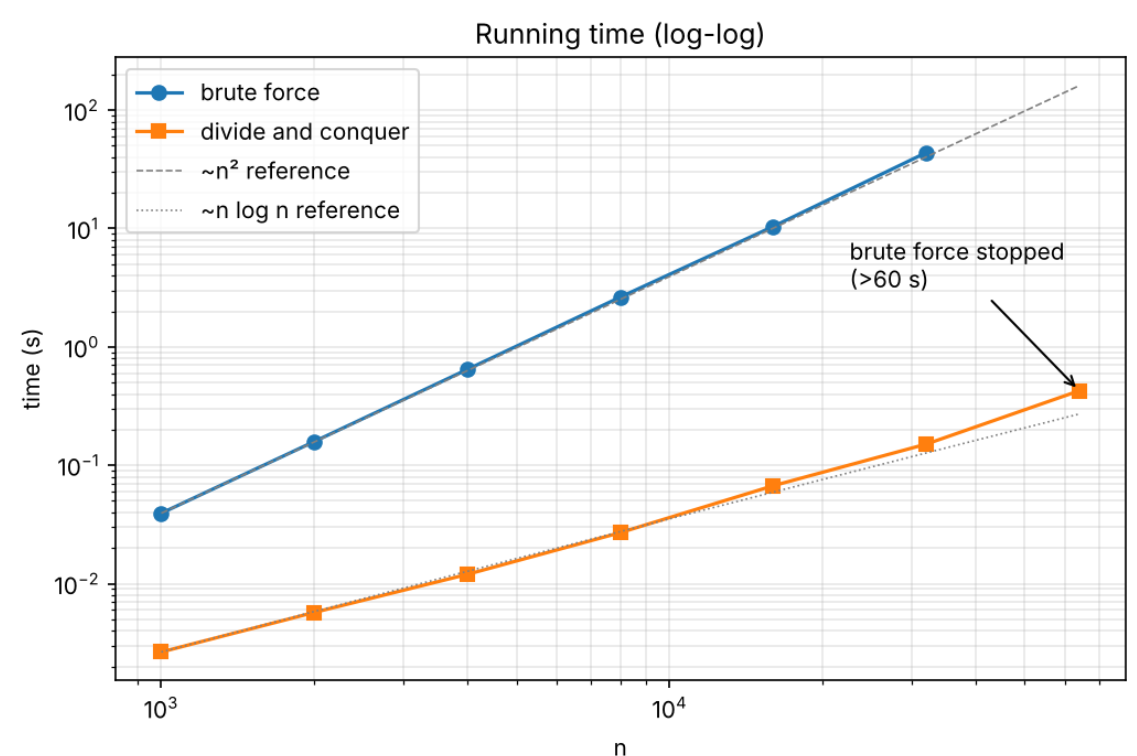 Running time (log-log)
brute force
divide and conquer
~n² reference
~n log n reference
brute force stopped
(>60 s)
10²
10¹
10⁰
10⁻¹
10⁻²
time (s)
10³
10⁴
n